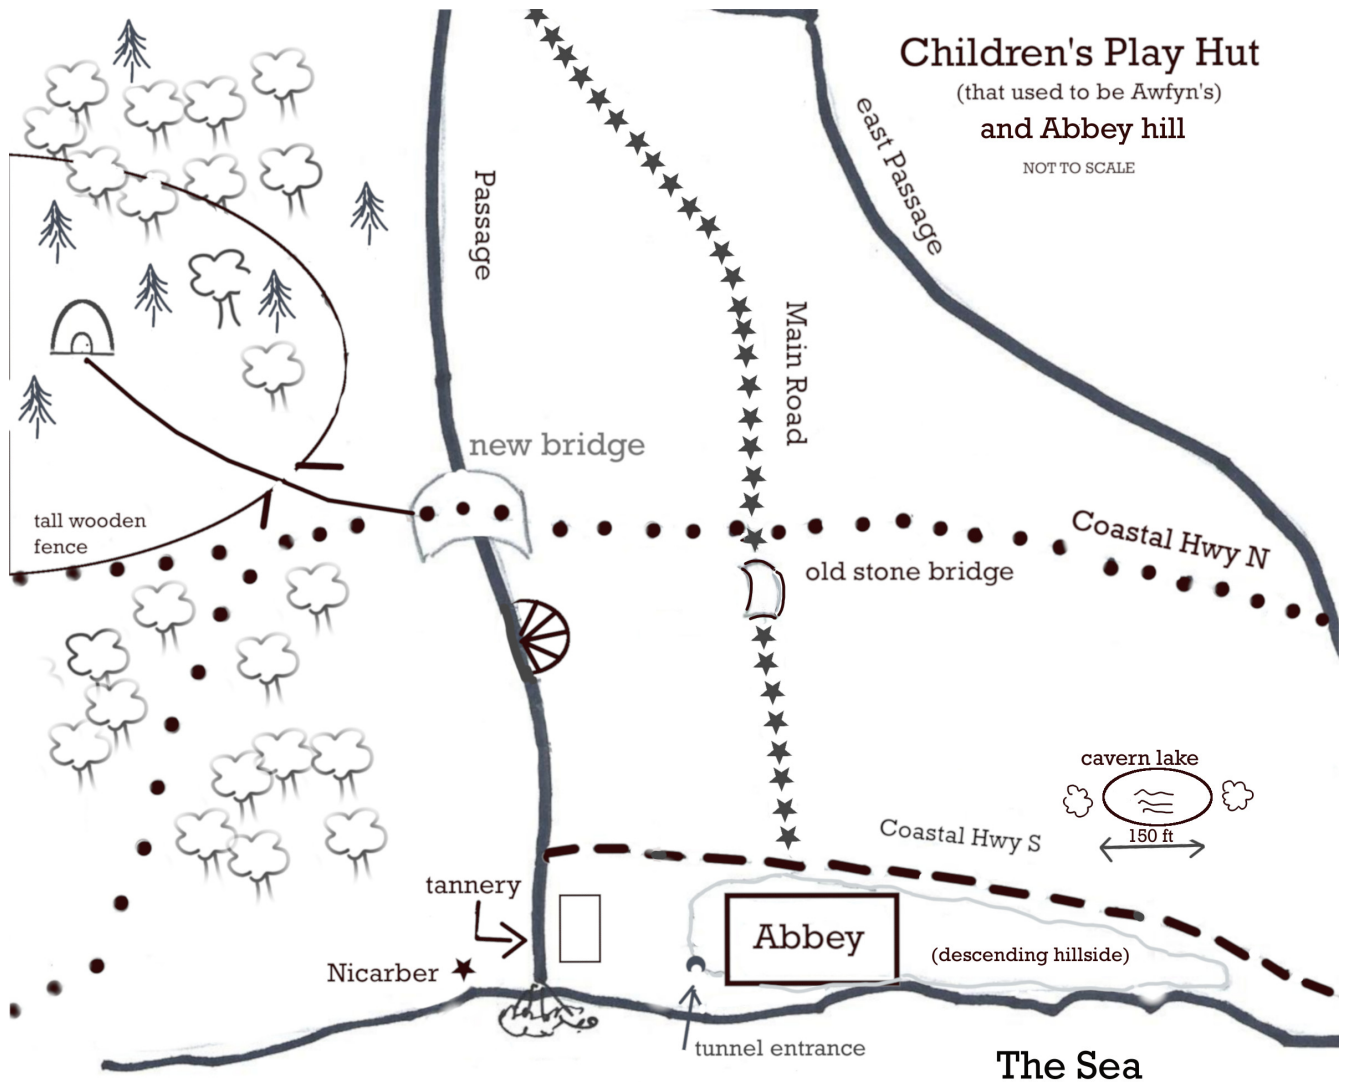 Children's Play Hut
(that used to be Awfyn's)
and Abbey hill
NOT TO SCALE
east Passage
Passage
Main Road
new bridge
tall wooden
fence
Coastal Hwy N
old stone bridge
cavern lake
150 ft
Coastal Hwy S
tannery
Abbey
(descending hillside)
Nicarber
tunnel entrance
The Sea